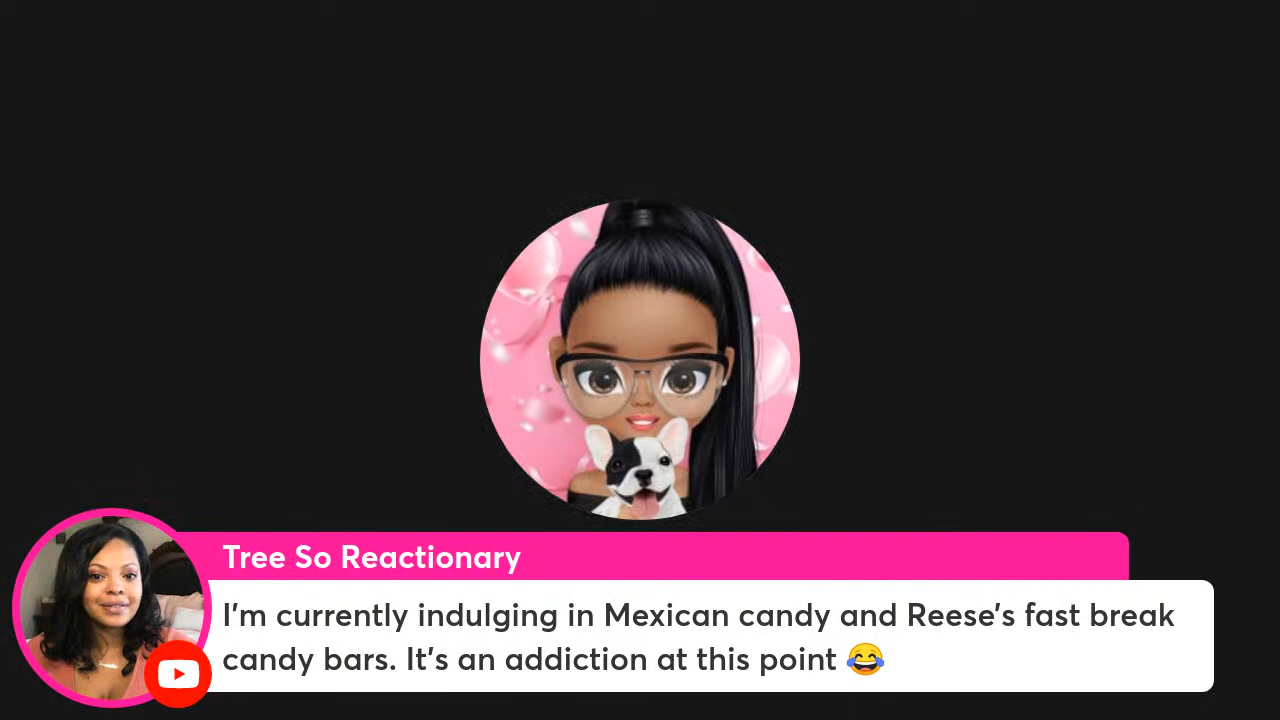 Tree So Reactionary
I'm currently indulging in Mexican candy and Reese's fast break
candy bars. It's an addiction at this point 😂